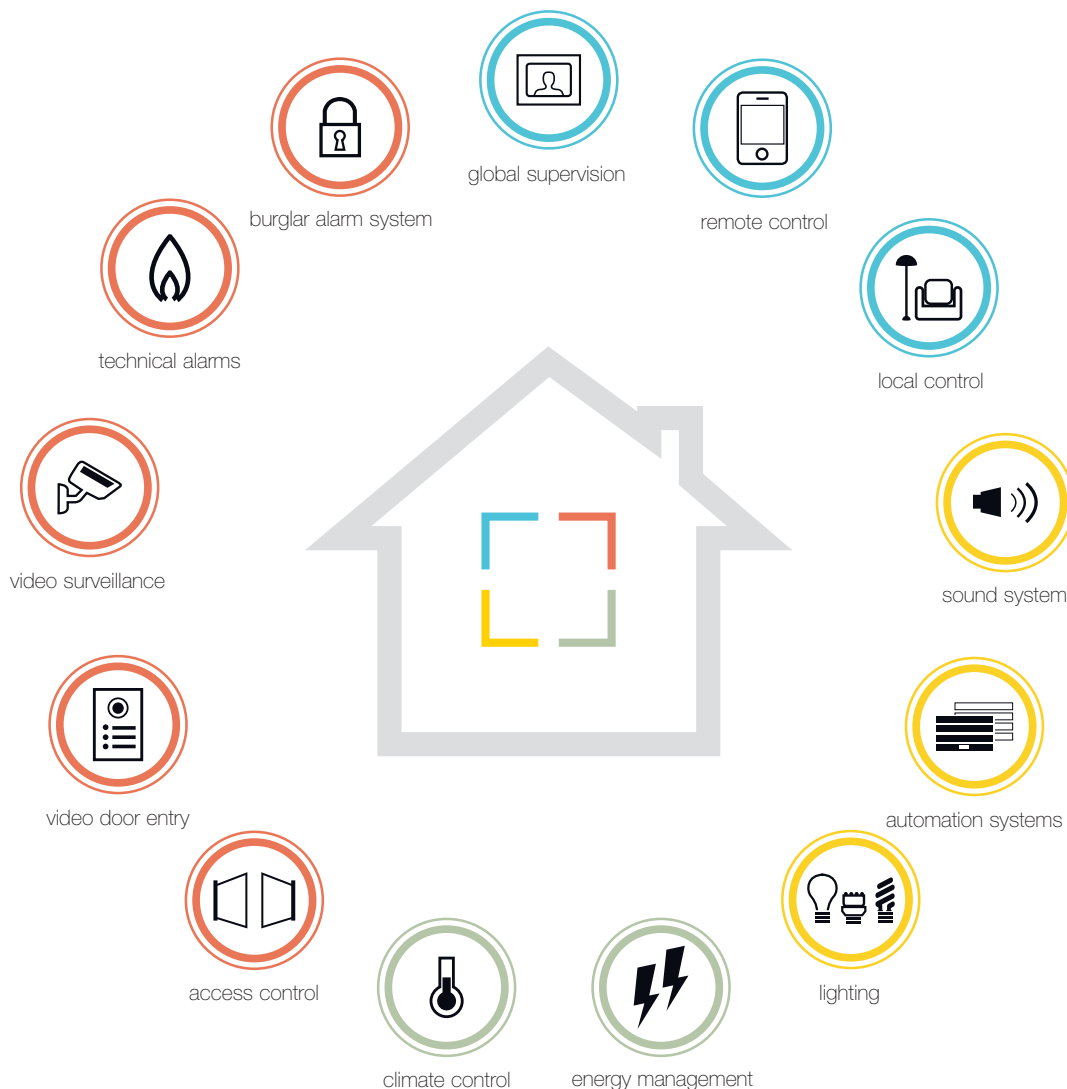 global supervision
burglar alarm system
remote control
technical alarms
local control
video surveillance
sound system
video door entry
automation systems
access control
lighting
climate control
energy management